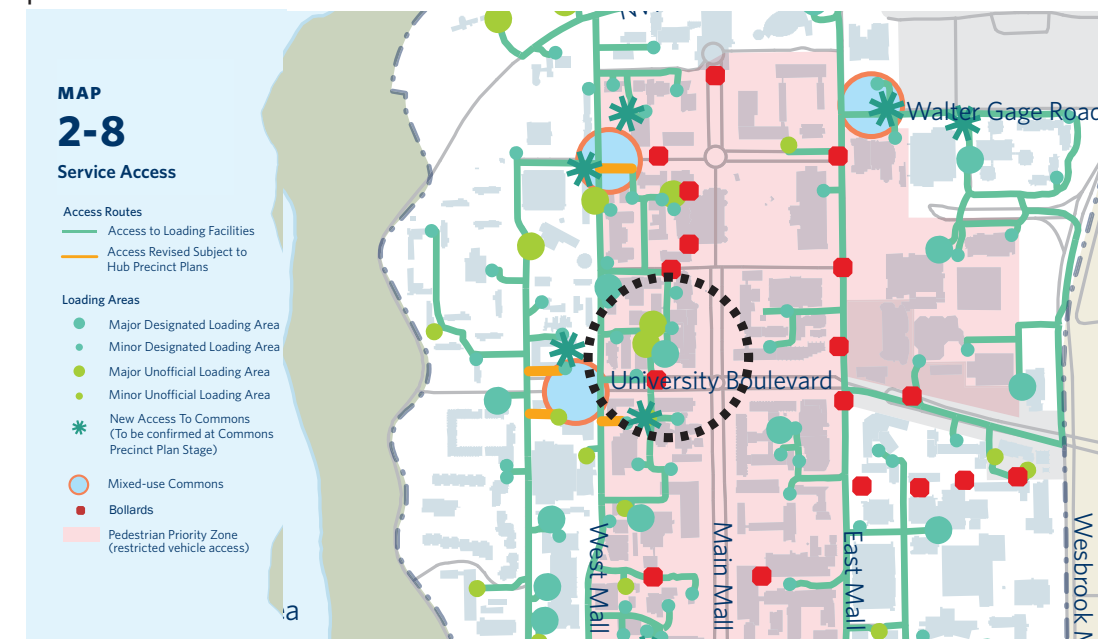 MAP
2-8
Service Access
Access Routes
Access to Loading Facilities
Access Revised Subject to
Hub Precinct Plans
Loading Areas
Major Designated Loading Area
Minor Designated Loading Area
Major Unofficial Loading Area
Minor Unofficial Loading Area
New Access To Commons
(To be confirmed at Commons
Precinct Plan Stage)
Mixed-use Commons
Bollards
Pedestrian Priority Zone
(restricted vehicle access)
Walter Gage Road
University Boulevard
West Mall
Main Mall
East Mall
Wesbrook M
ea